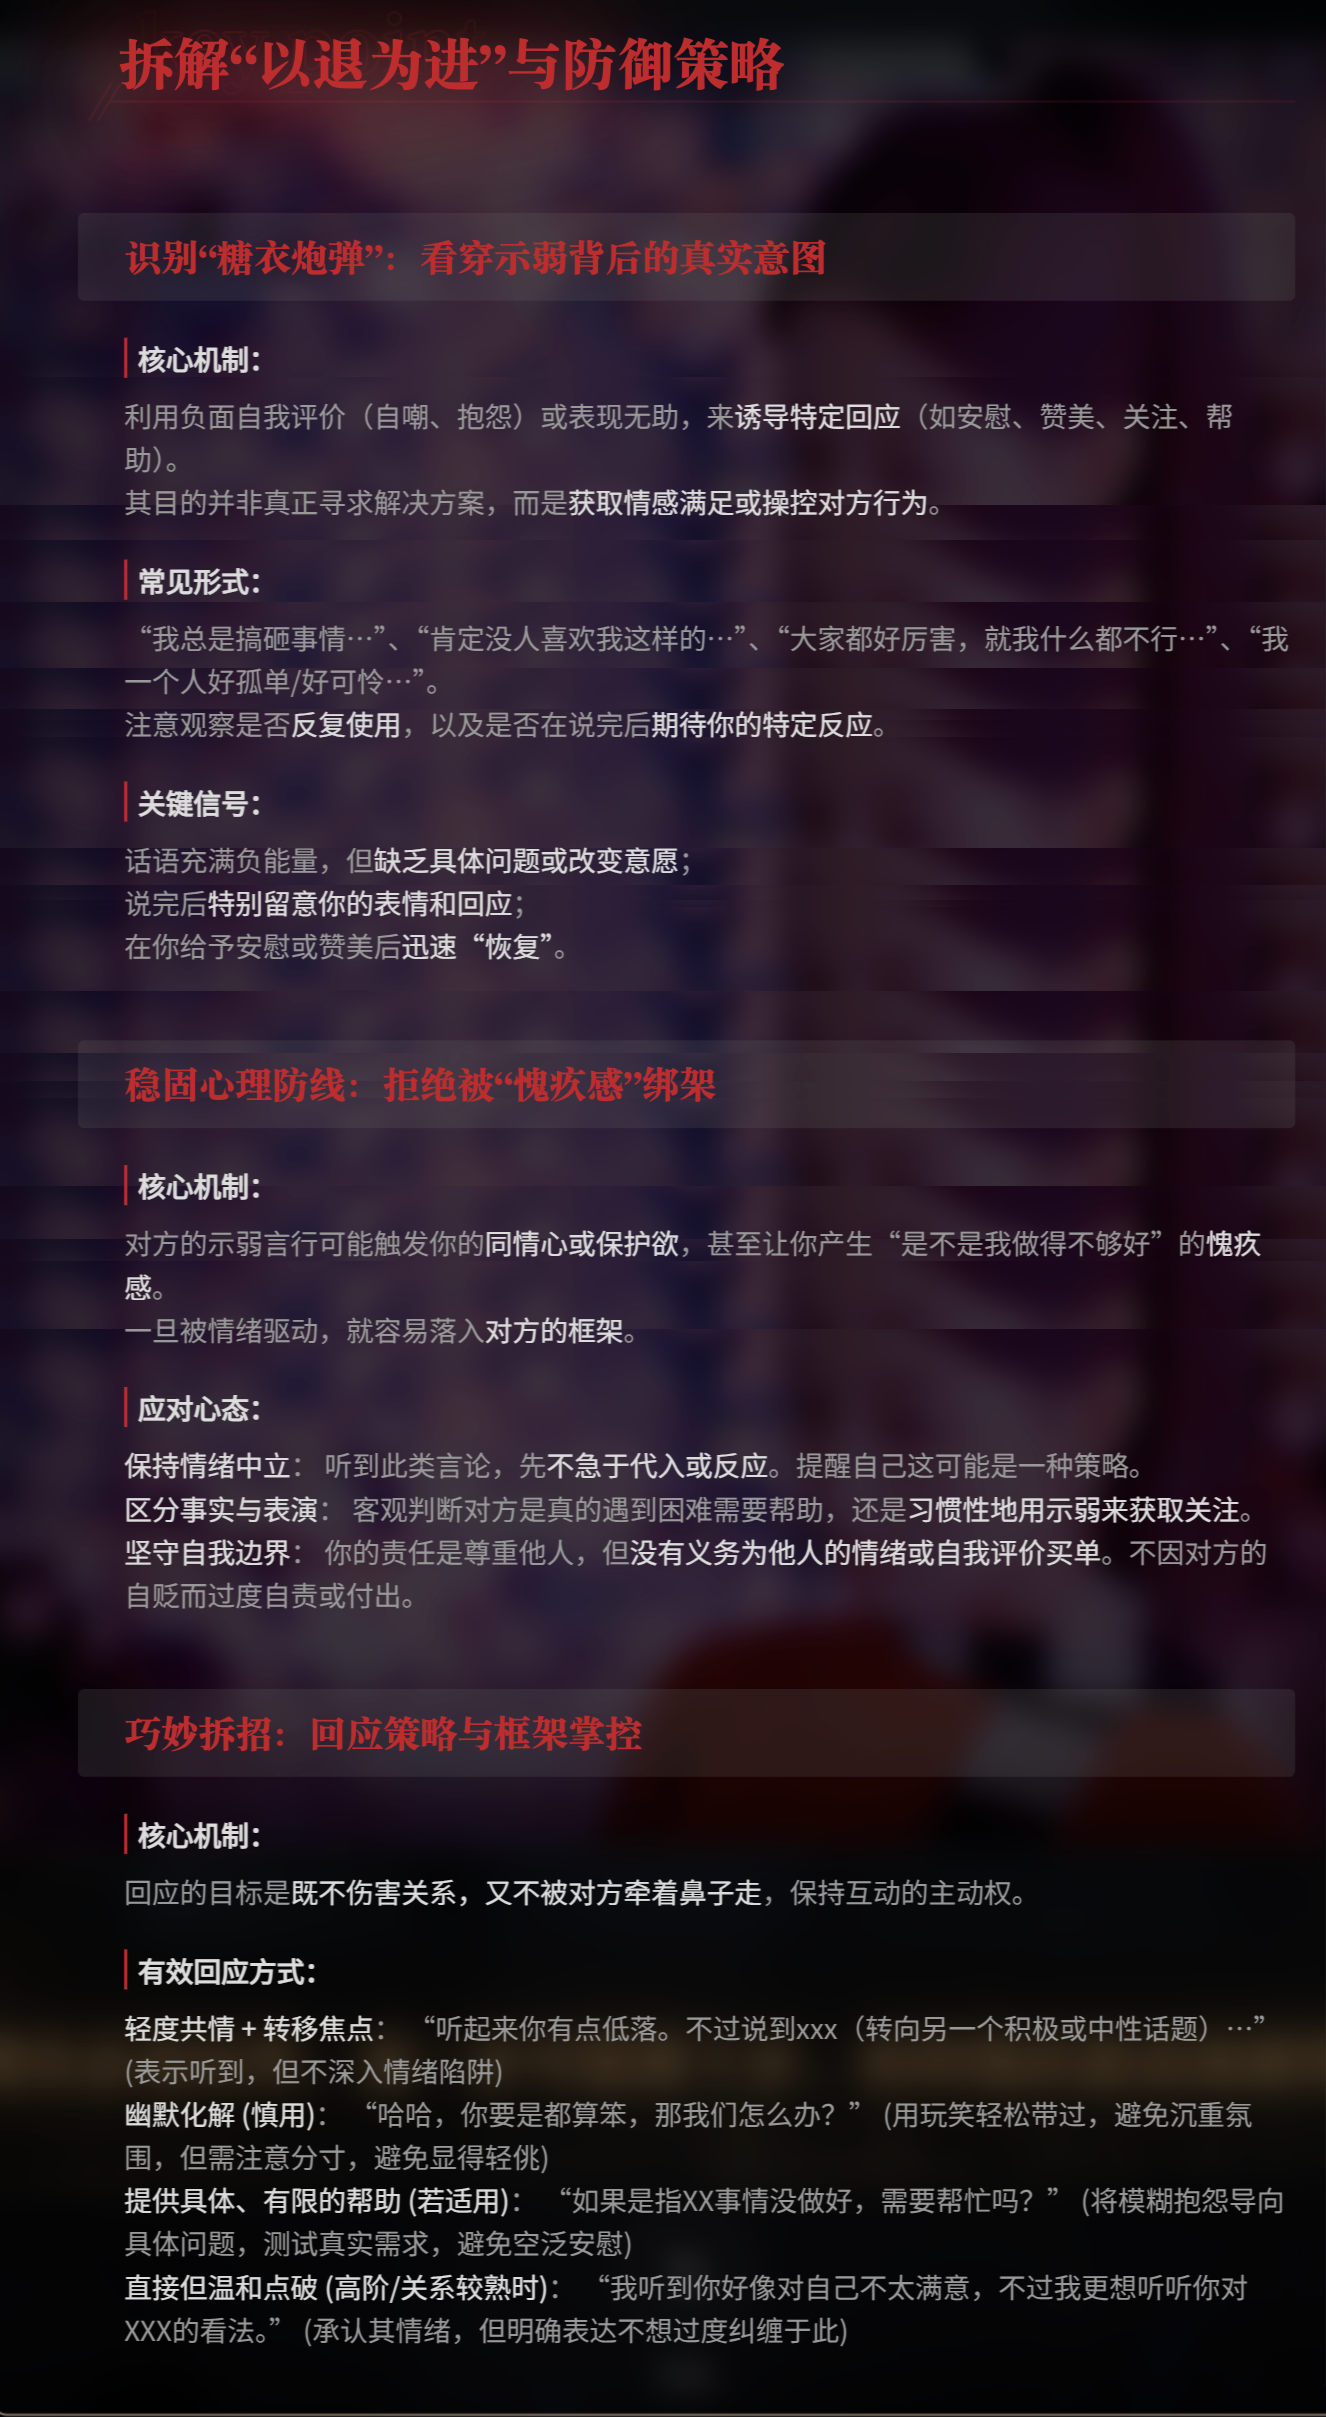 拆解“以退为进”与防御策略
识别“糖衣炮弹”：看穿示弱背后的真实意图
核心机制：
利用负面自我评价（自嘲、抱怨）或表现无助，来诱导特定回应（如安慰、赞美、关注、帮
助）。
其目的并非真正寻求解决方案，而是获取情感满足或操控对方行为。
常见形式：
“我总是搞砸事情…”、“肯定没人喜欢我这样的…”、“大家都好厉害，就我什么都不行…”、“我
一个人好孤单/好可怜…”。
注意观察是否反复使用，以及是否在说完后期待你的特定反应。
关键信号：
话语充满负能量，但缺乏具体问题或改变意愿；
说完后特别留意你的表情和回应；
在你给予安慰或赞美后迅速“恢复”。
稳固心理防线：拒绝被“愧疚感”绑架
核心机制：
对方的示弱言行可能触发你的同情心或保护欲，甚至让你产生“是不是我做得不够好”的愧疚
感。
一旦被情绪驱动，就容易落入对方的框架。
应对心态：
保持情绪中立： 听到此类言论，先不急于代入或反应。提醒自己这可能是一种策略。
区分事实与表演： 客观判断对方是真的遇到困难需要帮助，还是习惯性地用示弱来获取关注。
坚守自我边界： 你的责任是尊重他人，但没有义务为他人的情绪或自我评价买单。不因对方的
自贬而过度自责或付出。
巧妙拆招：回应策略与框架掌控
核心机制：
回应的目标是既不伤害关系，又不被对方牵着鼻子走，保持互动的主动权。
有效回应方式：
轻度共情 + 转移焦点： “听起来你有点低落。不过说到xxx（转向另一个积极或中性话题）…”
(表示听到，但不深入情绪陷阱)
幽默化解 (慎用)： “哈哈，你要是都算笨，那我们怎么办？” (用玩笑轻松带过，避免沉重氛
围，但需注意分寸，避免显得轻佻)
提供具体、有限的帮助 (若适用)： “如果是指XX事情没做好，需要帮忙吗？” (将模糊抱怨导向
具体问题，测试真实需求，避免空泛安慰)
直接但温和点破 (高阶/关系较熟时)： “我听到你好像对自己不太满意，不过我更想听听你对
XXX的看法。” (承认其情绪，但明确表达不想过度纠缠于此)